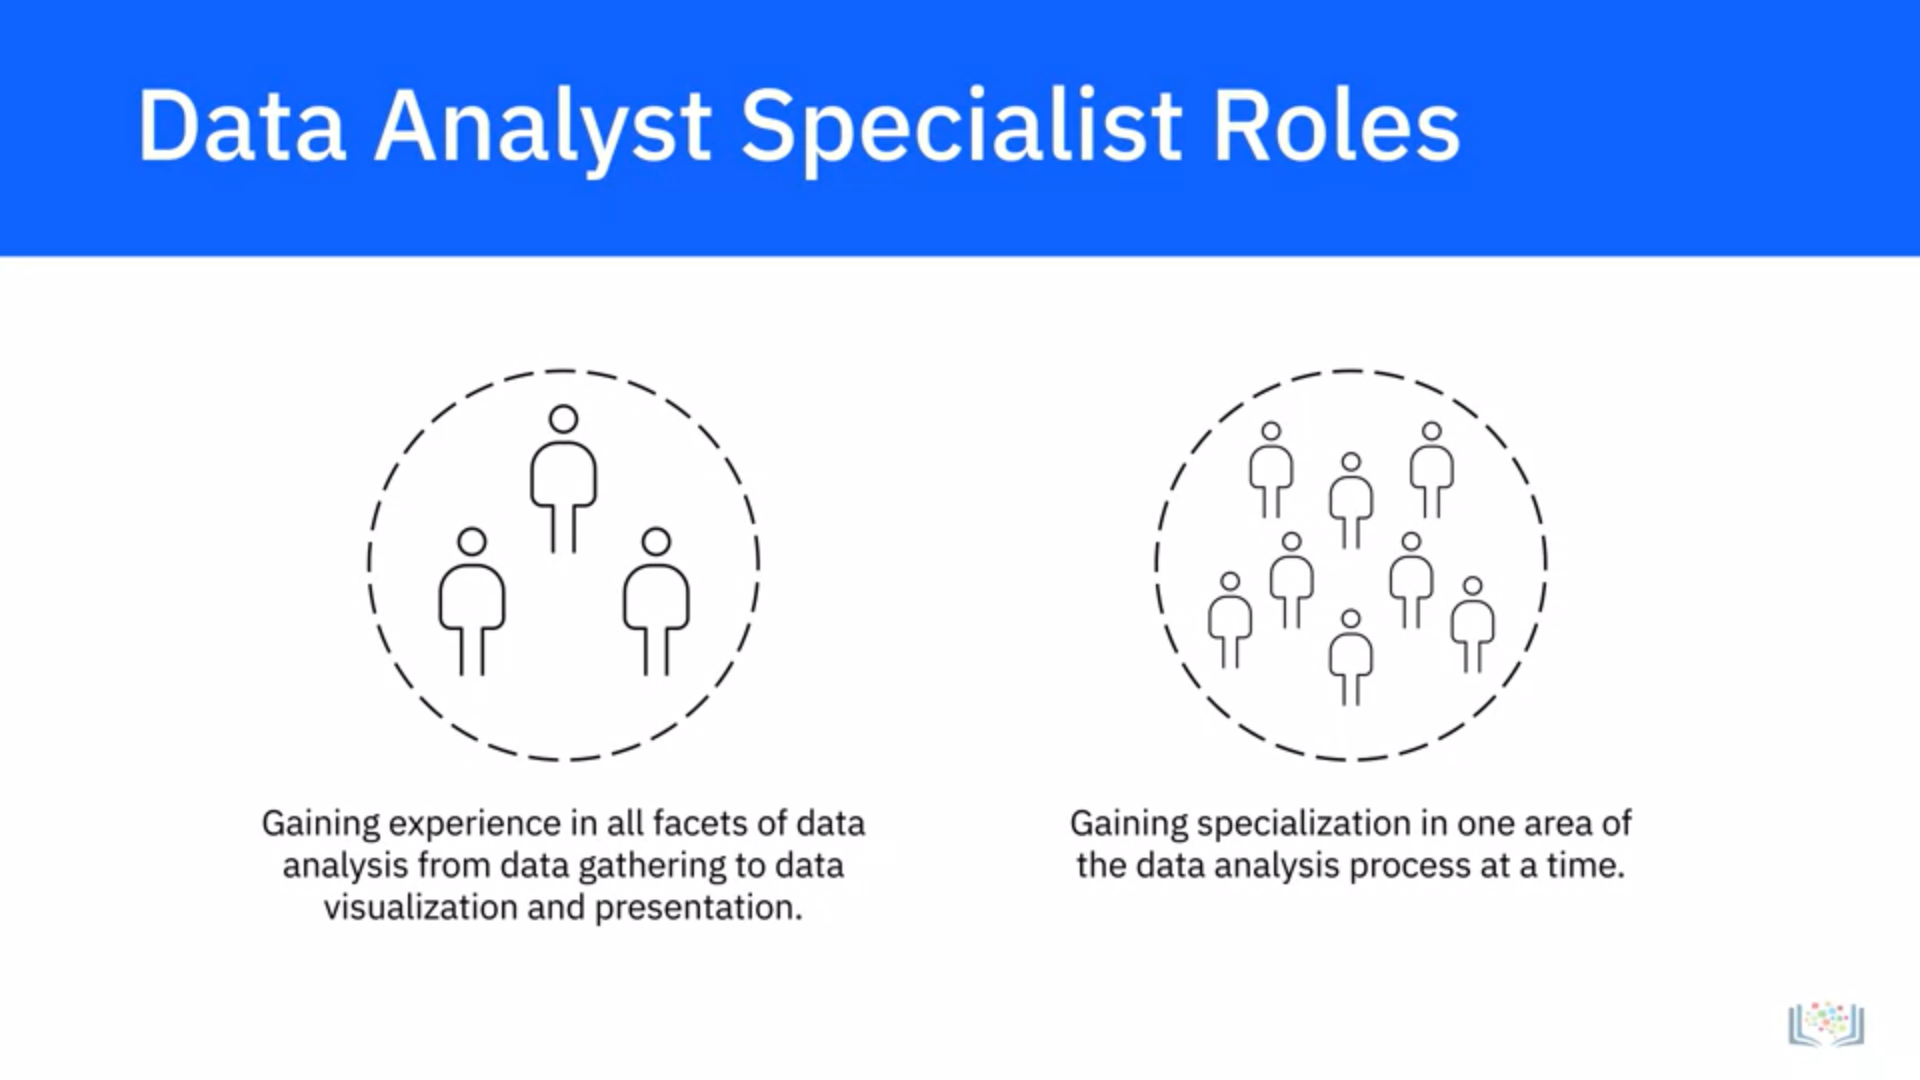 Data Analyst Specialist Roles
Gaining experience in all facets of data
analysis from data gathering to data
visualization and presentation.
Gaining specialization in one area of
the data analysis process at a time.